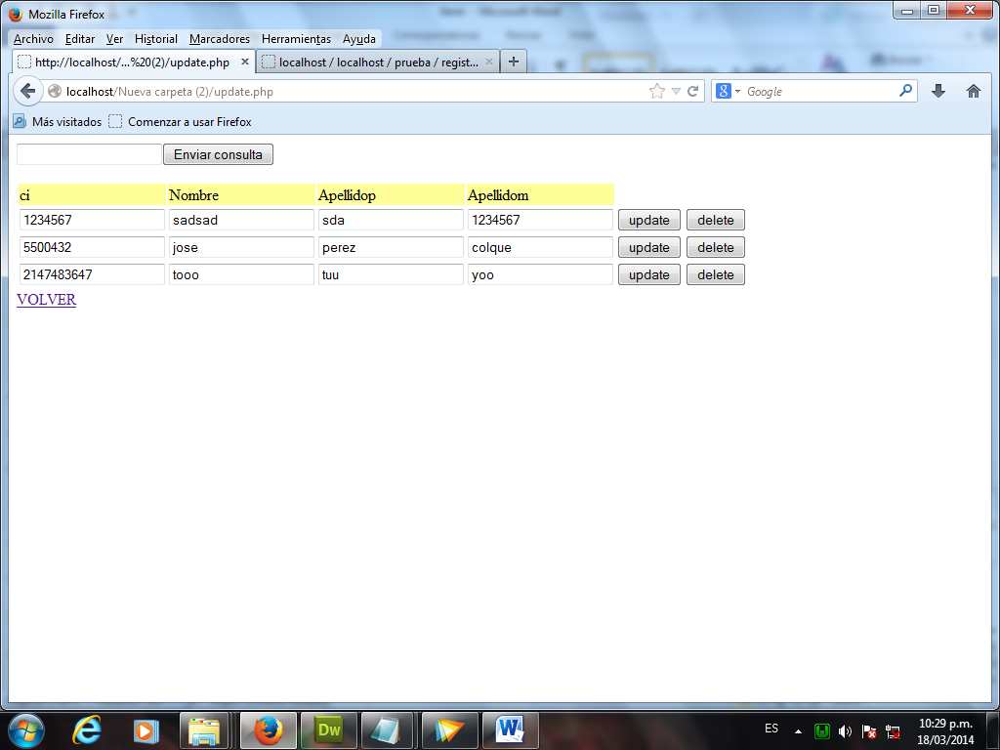 Mozilla Firefox
Archivo Editar Ver Historial Marcadores Herramientas Ayuda
http://localhost/...%20(2)/update.php
localhost / localhost / prueba / regist...
localhost/Nueva carpeta (2)/update.php
Google
Más visitados Comenzar a usar Firefox
Enviar consulta
ci Nombre Apellidop Apellidom
1234567 sadsad sda 1234567 update delete
5500432 jose perez colque update delete
2147483647 tooo tuu yoo update delete
VOLVER
Dw
W
ES
10:29 p.m.
18/03/2014